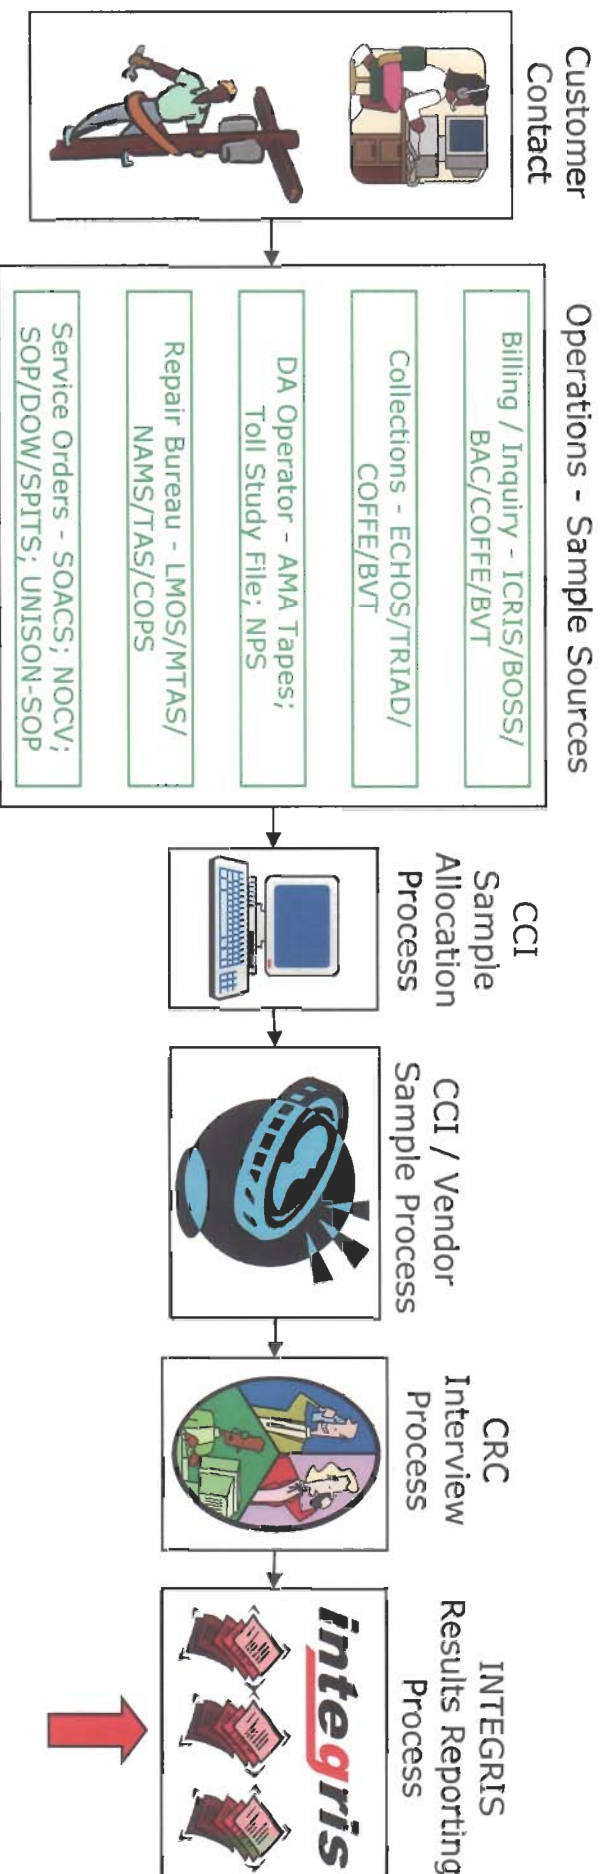 Customer
Contact
Operations - Sample Sources
Billing / Inquiry - ICRIS/BOSS/
BAC/COFFE/BVT
Collections - ECHOS/TRIAD/
COFFE/BVT
DA Operator – AMA Tapes;
Toll Study File; NPS
Repair Bureau - LMOS/MTAS/
NAMS/TAS/COPS
Service Orders - SOACS; NOCV;
SOP/DOW/SPITS; UNISON-SOP
CCI
Sample
Allocation
Process
CCI / Vendor
Sample Process
CRC
Interview
Process
INTEGRIS
Results Reporting
Process
integris